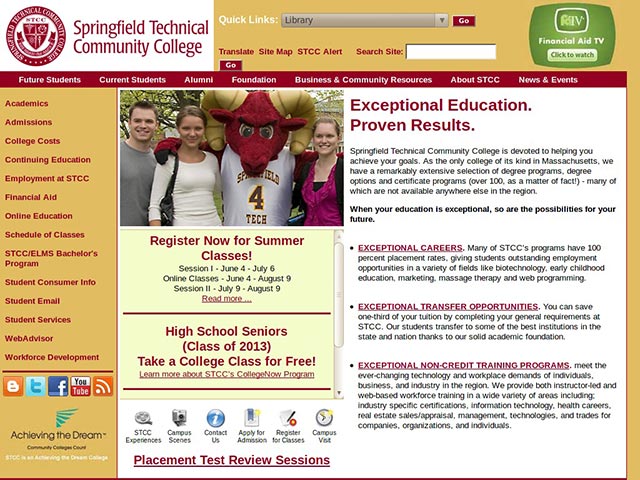 STCC
Springfield Technical
Community College
Quick Links: Library Go
Translate Site Map STCC Alert Search Site:
Go
Financial Aid TV
Click to watch
Future Students Current Students Alumni Foundation Business & Community Resources About STCC News & Events
Academics
Admissions
College Costs
Continuing Education
Employment at STCC
Financial Aid
Online Education
Schedule of Classes
STCC/ELMS Bachelor's
Program
Student Consumer Info
Student Email
Student Services
WebAdvisor
Workforce Development
You
Tube
Achieving the Dream™
Community Colleges Count
STCC is an Achieving the Dream College
SPRINGFIELD
4
TECH
Register Now for Summer
Classes!
Session I - June 4 - July 6
Online Classes - June 4 - August 9
Session II - July 9 - August 9
Read more ...
High School Seniors
(Class of 2013)
Take a College Class for Free!
Learn more about STCC's CollegeNow Program
STCC
Experiences
Campus
Scenes
Contact
Us
Apply for
Admission
Register
for Classes
Campus
Visit
Placement Test Review Sessions
Exceptional Education.
Proven Results.
Springfield Technical Community College is devoted to helping you
achieve your goals. As the only college of its kind in Massachusetts, we
have a remarkably extensive selection of degree programs, degree
options and certificate programs (over 100, as a matter of fact!) - many of
which are not available anywhere else in the region.
When your education is exceptional, so are the possibilities for your
future.
EXCEPTIONAL CAREERS. Many of STCC's programs have 100
percent placement rates, giving students outstanding employment
opportunities in a variety of fields like biotechnology, early childhood
education, marketing, massage therapy and web programming.
EXCEPTIONAL TRANSFER OPPORTUNITIES. You can save
one-third of your tuition by completing your general requirements at
STCC. Our students transfer to some of the best institutions in the
state and nation thanks to our solid academic foundation.
EXCEPTIONAL NON-CREDIT TRAINING PROGRAMS. meet the
ever-changing technology and workplace demands of individuals,
business, and industry in the region. We provide both instructor-led and
web-based workforce training in a wide variety of areas including;
industry specific certifications, information technology, health careers,
real estate sales/appraisal, management, technologies, and trades for
companies, organizations, and individuals.